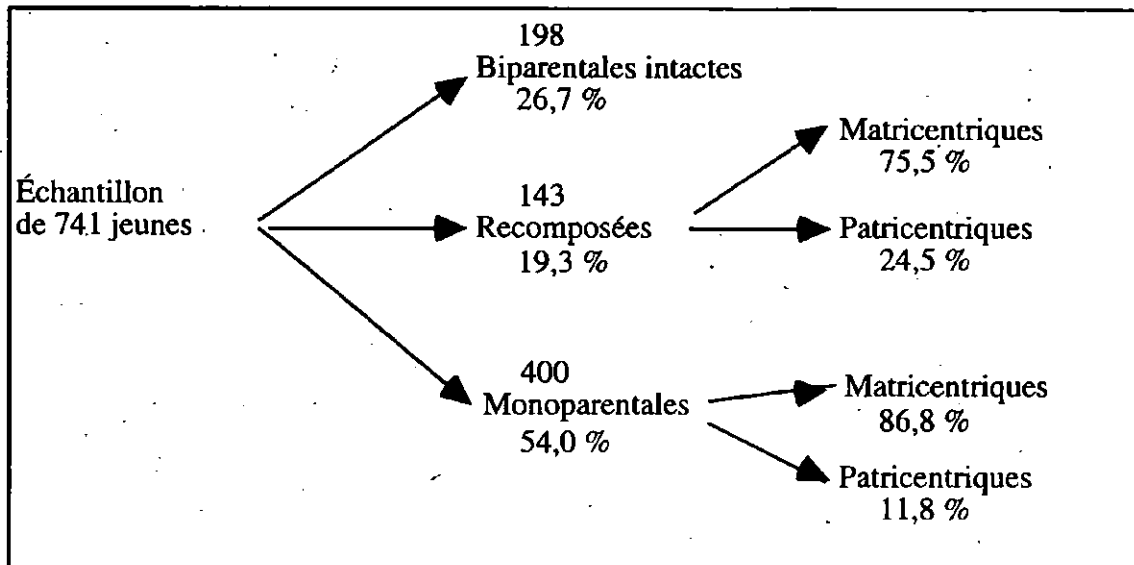 198
Biparentales intactes
26,7 %
Matricentriques
75,5 %
Échantillon
de 741 jeunes
143
Recomposées
19,3 %
Patricentriques
24,5 %
400
Monoparentales
54,0 %
Matricentriques
86,8 %
Patricentriques
11,8 %